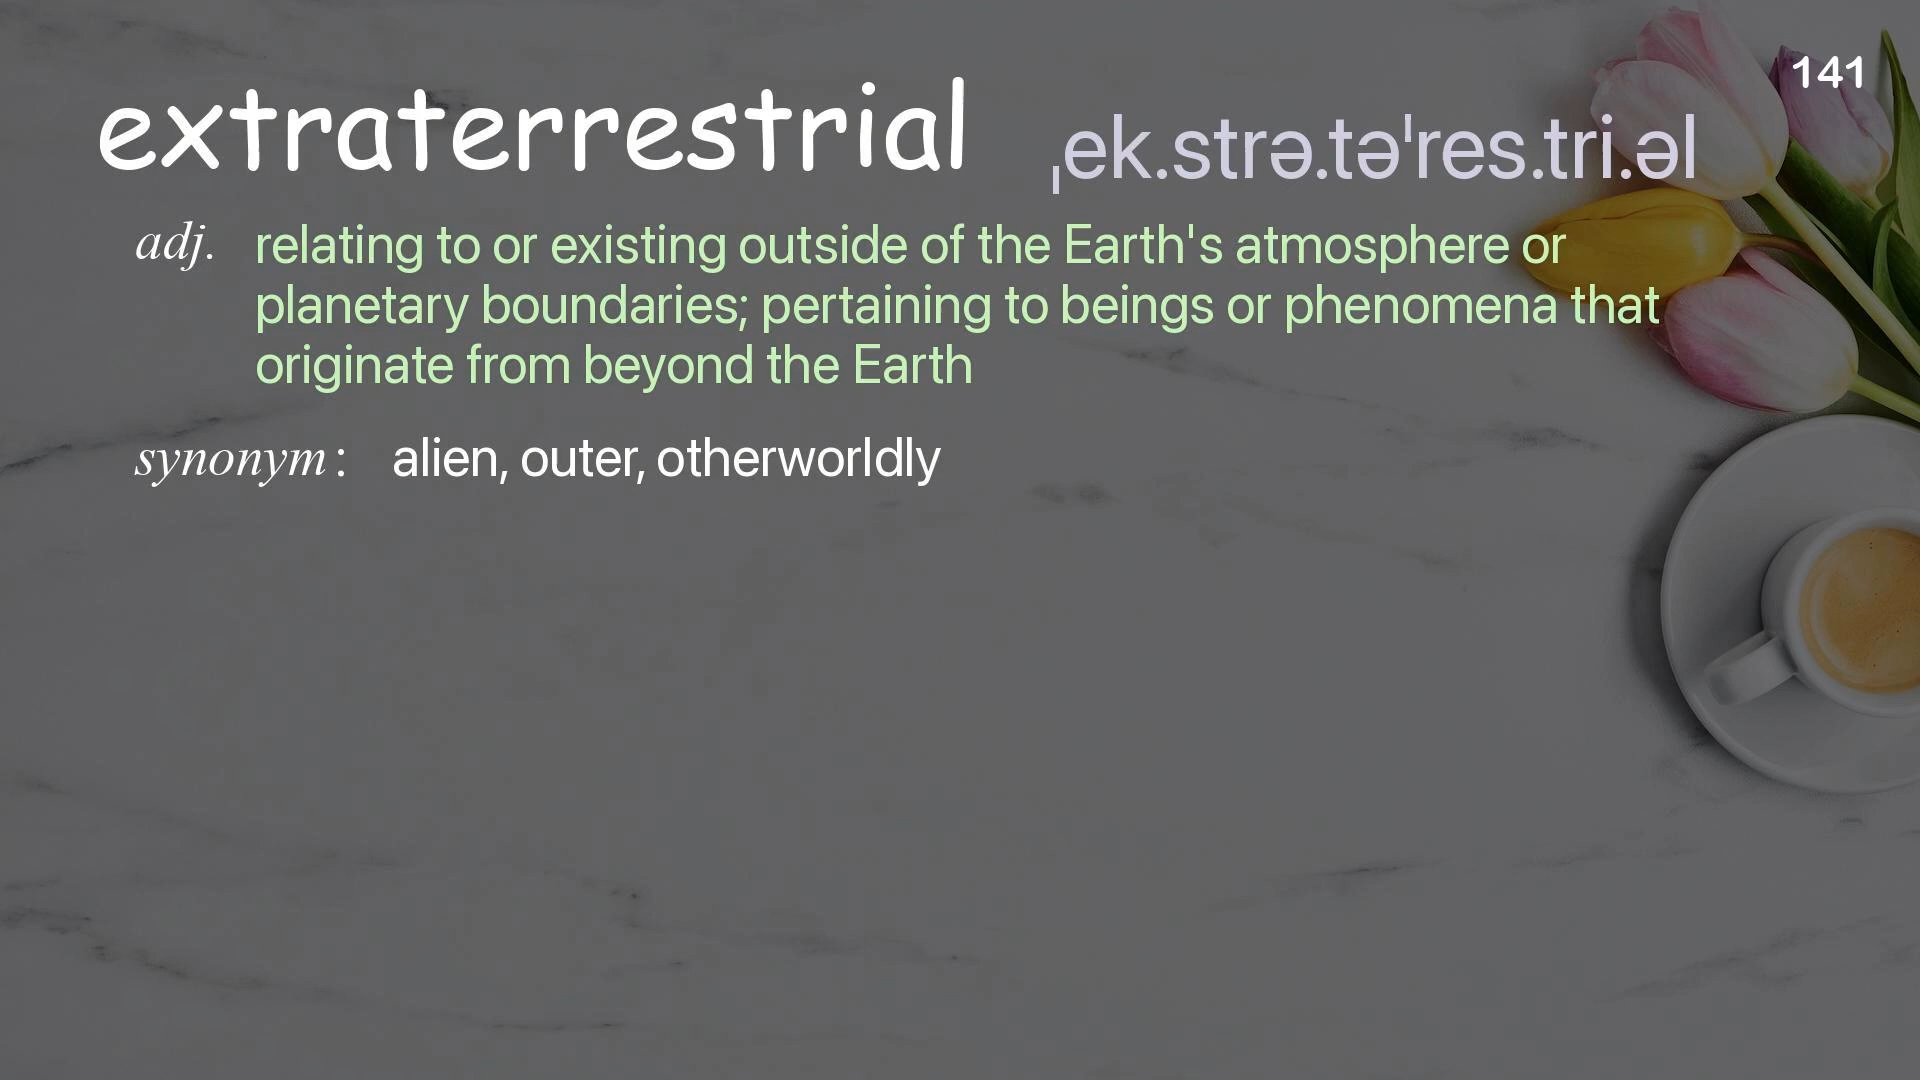 141
extraterrestrial ˌek.strə.təˈres.tri.əl
adj. relating to or existing outside of the Earth's atmosphere or
planetary boundaries; pertaining to beings or phenomena that
originate from beyond the Earth
synonym: alien, outer, otherworldly